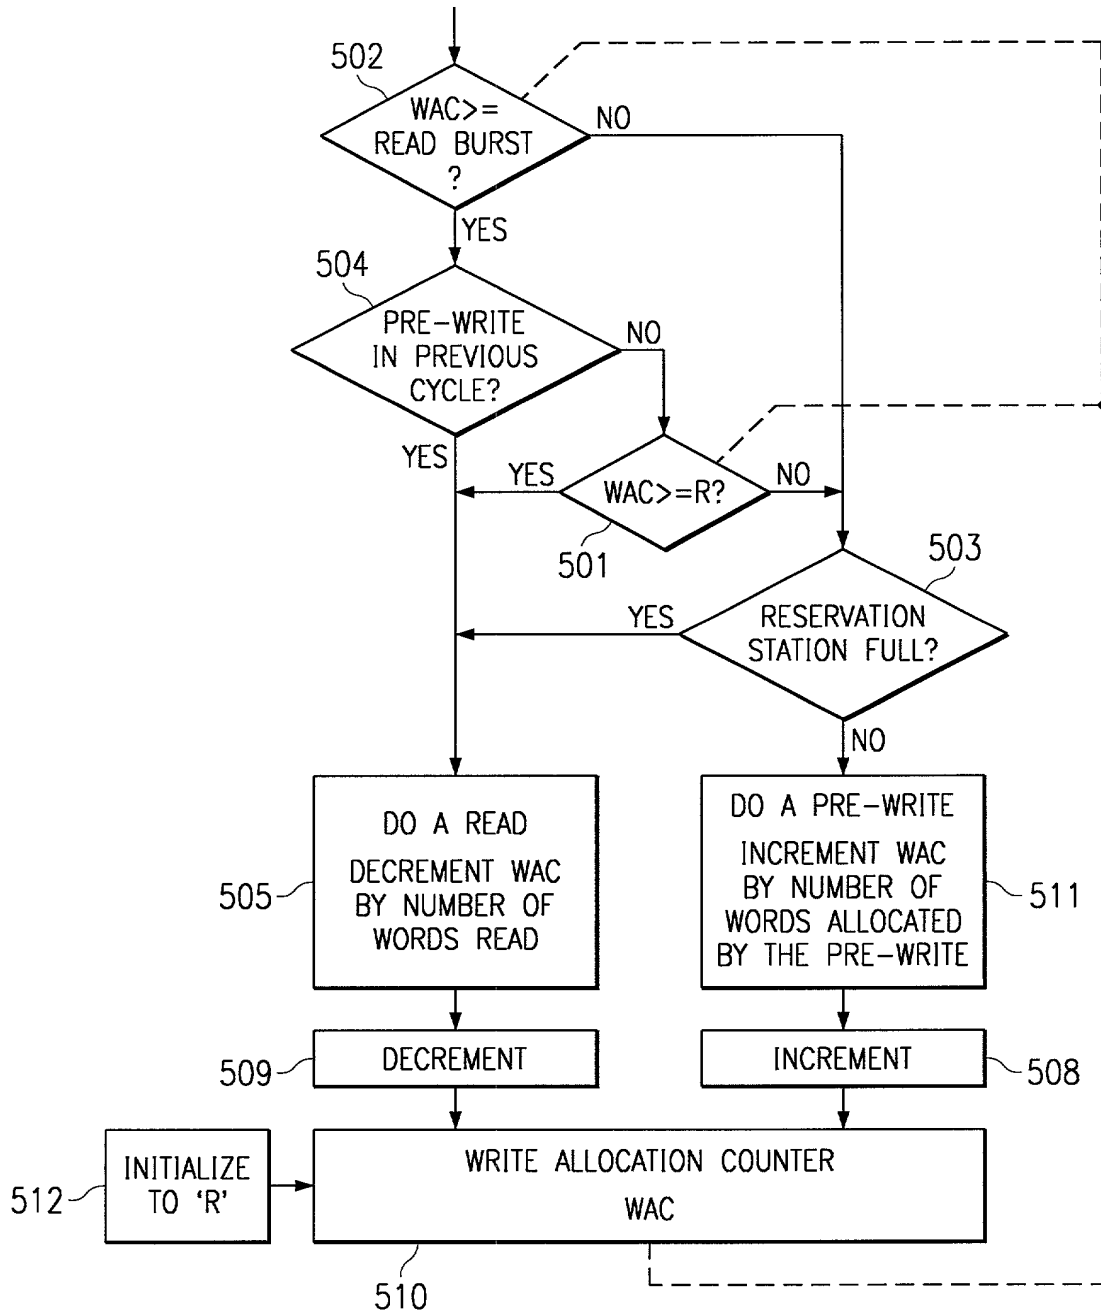 502
WAC>=
READ BURST
?
NO
YES
504
PRE-WRITE
IN PREVIOUS
CYCLE?
NO
YES
YES
WAC>=R?
NO
501
503
YES
RESERVATION
STATION FULL?
NO
DO A READ
DECREMENT WAC
BY NUMBER OF
WORDS READ
505
DO A PRE-WRITE
INCREMENT WAC
BY NUMBER OF
WORDS ALLOCATED
BY THE PRE-WRITE
511
509
DECREMENT
INCREMENT
508
512
INITIALIZE
TO 'R'
WRITE ALLOCATION COUNTER
WAC
510